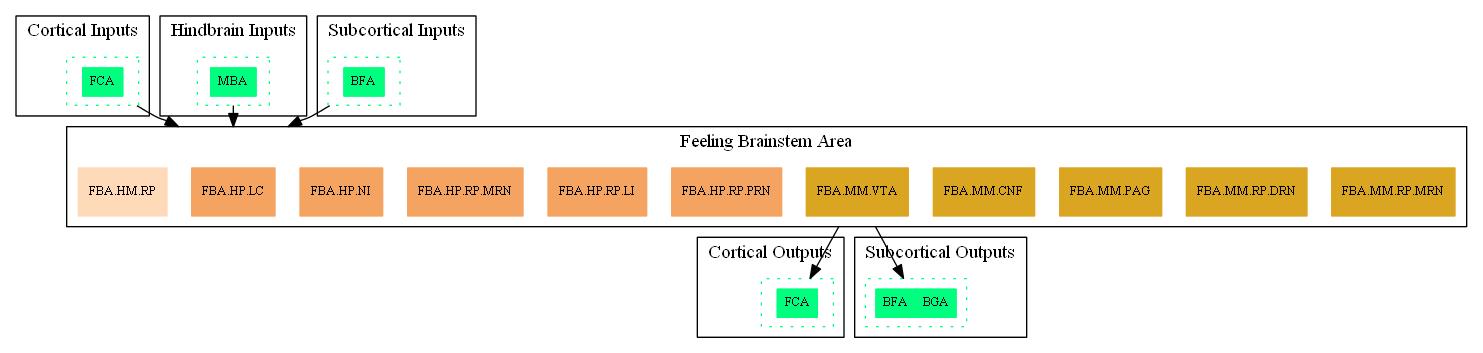 Cortical Inputs
Hindbrain Inputs
Subcortical Inputs
FCA
MBA
BFA
Feeling Brainstem Area
FBA.HM.RP
FBA.HP.LC
FBA.HP.NI
FBA.HP.RP.MRN
FBA.HP.RP.LI
FBA.HP.RP.PRN
FBA.MM.VTA
FBA.MM.CNF
FBA.MM.PAG
FBA.MM.RP.DRN
FBA.MM.RP.MRN
Cortical Outputs
Subcortical Outputs
FCA
BFA
BGA